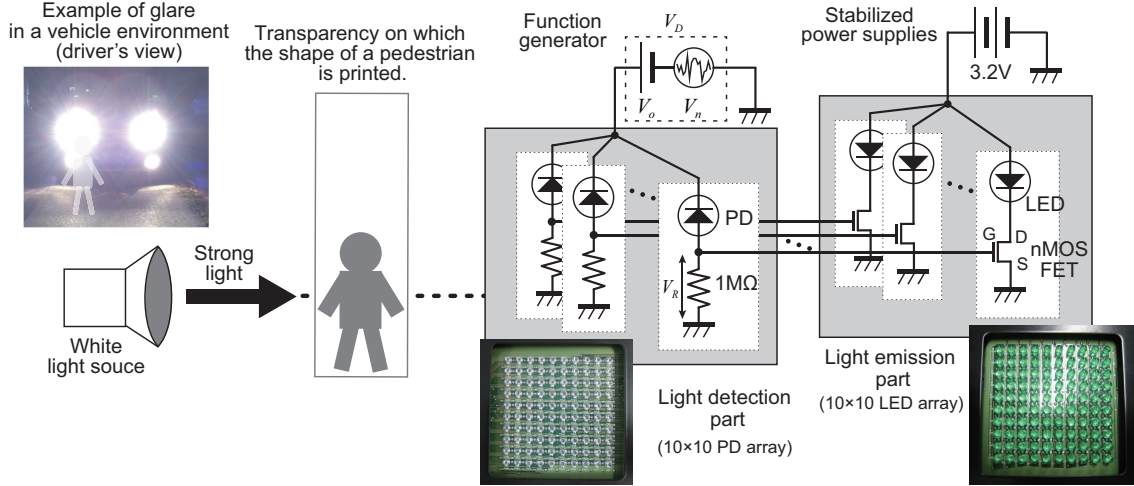 Example of glare
in a vehicle environment
(driver's view)
Transparency on which
the shape of a pedestrian
is printed.
Strong
light
White
light souce
Function
generator
V_D
V_o
V_n
PD
V_R
1MΩ
Light detection
part
(10×10 PD array)
Stabilized
power supplies
3.2V
LED
G
D
S
nMOS
FET
Light emission
part
(10×10 LED array)